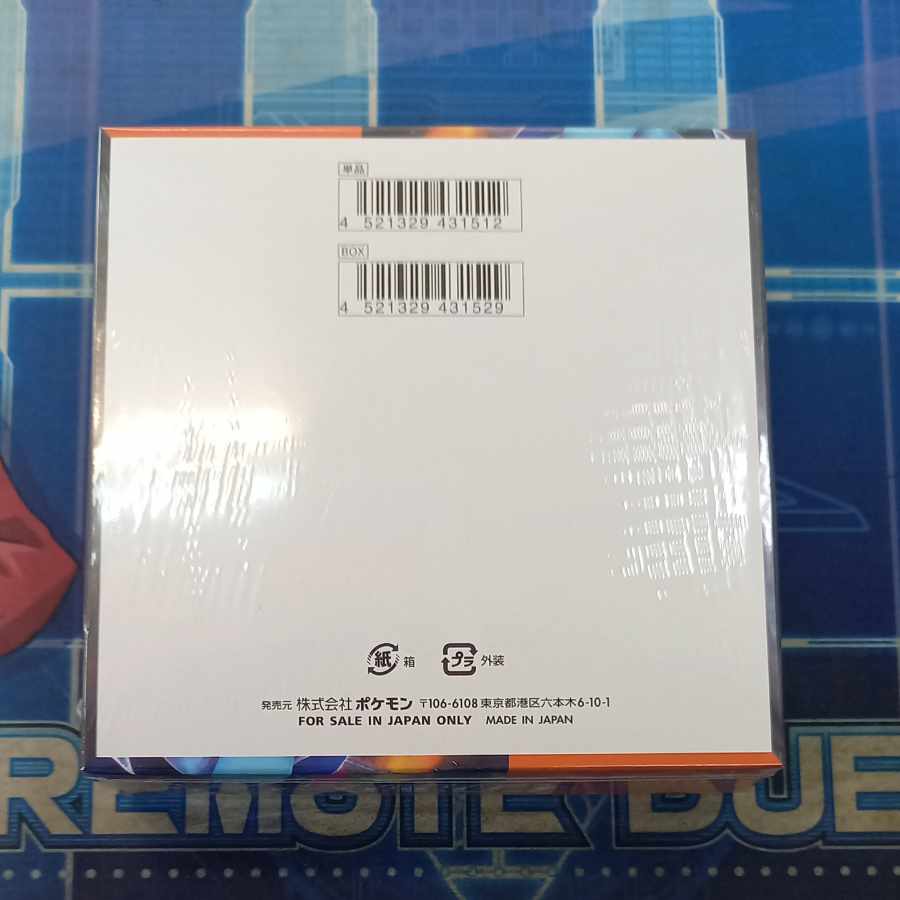 単品
4 521329 431512
BOX
4 521329 431529
紙 箱 プラ 外装
発売元 株式会社 ポケモン 〒106-6108 東京都港区六本木6-10-1
FOR SALE IN JAPAN ONLY MADE IN JAPAN
REMOTE DUE